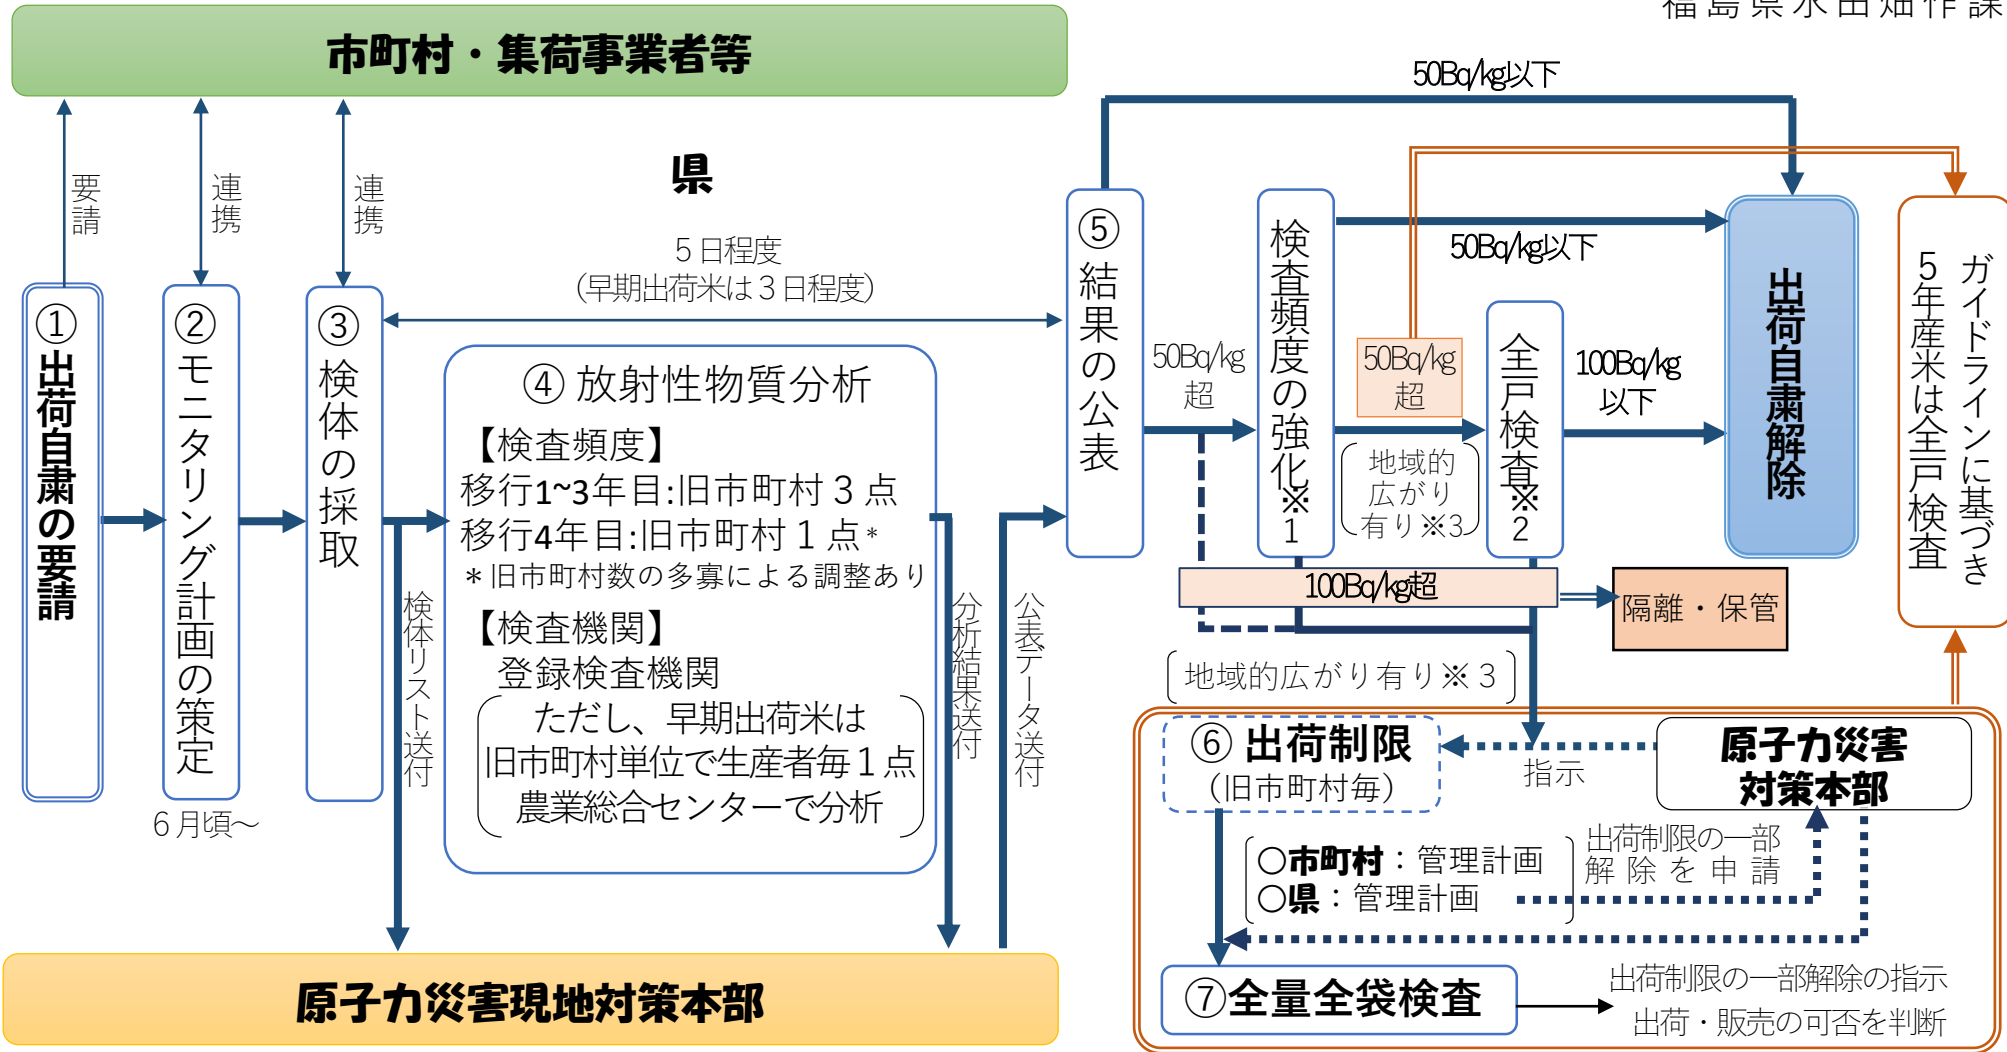 福島県水田畑作課
市町村・集荷事業者等
県
要請
連携
連携
5日程度
(早期出荷米は3日程度)
①出荷自粛の要請
②モニタリング計画の策定
6月頃～
③検体の採取
④ 放射性物質分析
【検査頻度】
移行1~3年目:旧市町村3点
移行4年目:旧市町村1点*
＊旧市町村数の多寡による調整あり
【検査機関】
登録検査機関
ただし、早期出荷米は
旧市町村単位で生産者毎1点
農業総合センターで分析
検体リスト送付
分析結果送付
公表データ送付
原子力災害現地対策本部
⑤結果の公表
50Bq/kg以下
50Bq/kg
超
検査頻度の強化※1
50Bq/kg以下
50Bq/kg
超
地域的
広がり
有り※3
全戸検査※2
100Bq/kg
以下
出荷自粛解除
ガイドラインに基づき
5年産米は全戸検査
100Bq/kg超
隔離・保管
地域的広がり有り※3
⑥ 出荷制限
(旧市町村毎)
指示
原子力災害
対策本部
○市町村：管理計画
○県：管理計画
出荷制限の一部
解除を申請
⑦全量全袋検査
出荷制限の一部解除の指示
出荷・販売の可否を判断